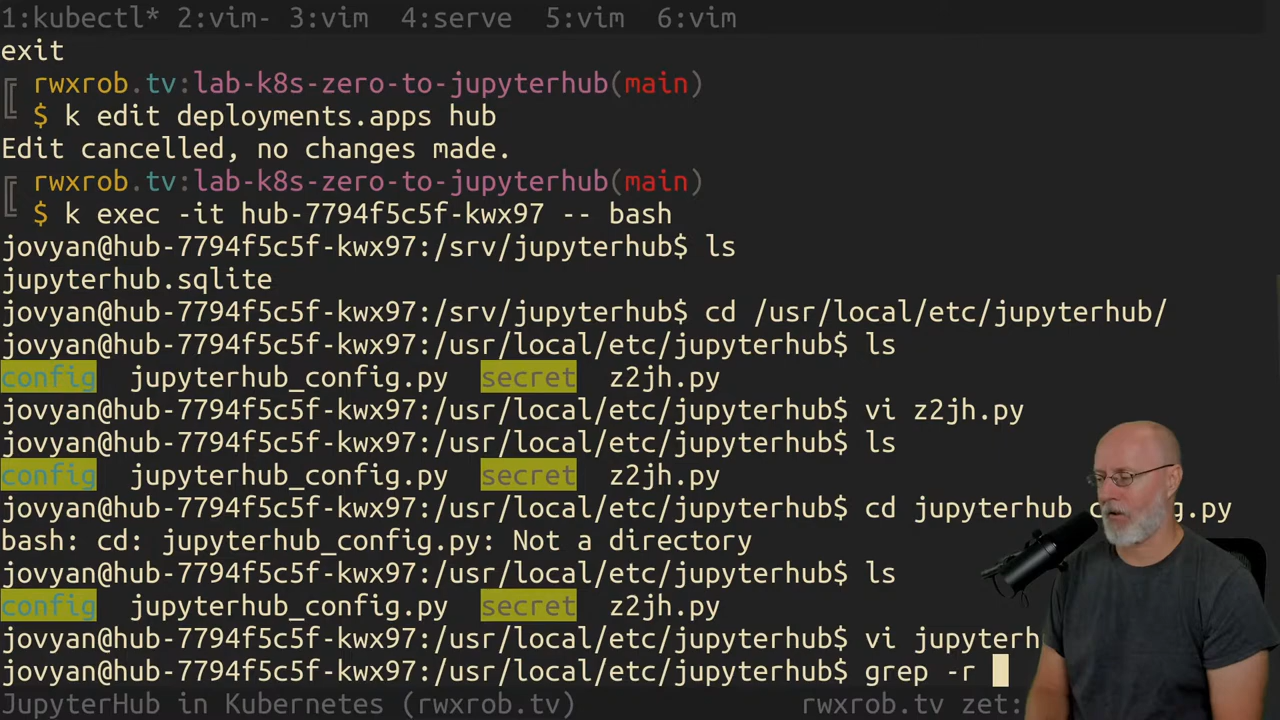 1:kubectl* 2:vim- 3:vim 4:serve 5:vim 6:vim
exit
rwxrob.tv:lab-k8s-zero-to-jupyterhub(main)
$ k edit deployments.apps hub
Edit cancelled, no changes made.
rwxrob.tv:lab-k8s-zero-to-jupyterhub(main)
$ k exec -it hub-7794f5c5f-kwx97 -- bash
jovyan@hub-7794f5c5f-kwx97:/srv/jupyterhub$ ls
jupyterhub.sqlite
jovyan@hub-7794f5c5f-kwx97:/srv/jupyterhub$ cd /usr/local/etc/jupyterhub/
jovyan@hub-7794f5c5f-kwx97:/usr/local/etc/jupyterhub$ ls
config jupyterhub_config.py secret z2jh.py
jovyan@hub-7794f5c5f-kwx97:/usr/local/etc/jupyterhub$ vi z2jh.py
jovyan@hub-7794f5c5f-kwx97:/usr/local/etc/jupyterhub$ ls
config jupyterhub_config.py secret z2jh.py
jovyan@hub-7794f5c5f-kwx97:/usr/local/etc/jupyterhub$ cd jupyterhub g.py
bash: cd: jupyterhub_config.py: Not a directory
jovyan@hub-7794f5c5f-kwx97:/usr/local/etc/jupyterhub$ ls
config jupyterhub_config.py secret z2jh.py
jovyan@hub-7794f5c5f-kwx97:/usr/local/etc/jupyterhub$ vi jupyterh
jovyan@hub-7794f5c5f-kwx97:/usr/local/etc/jupyterhub$ grep -r
JupyterHub in Kubernetes (rwxrob.tv) rwxrob.tv zet: